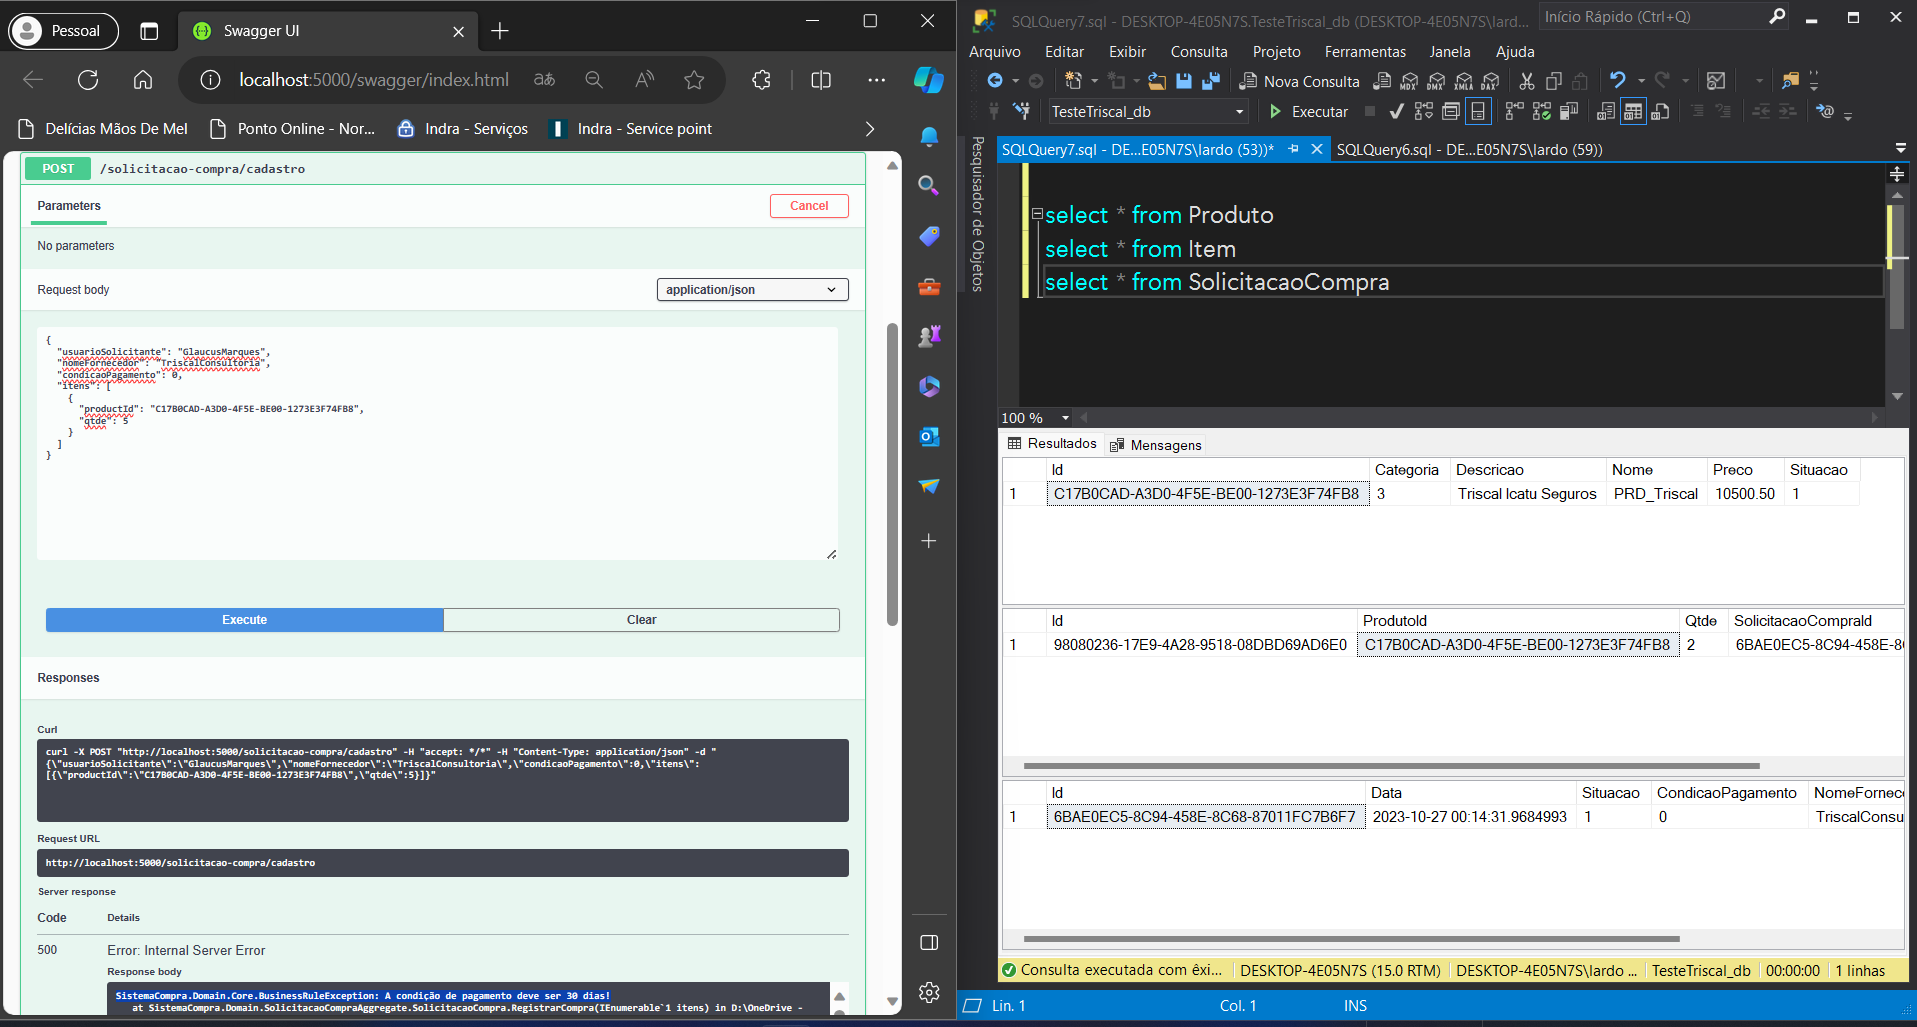 Pessoal
Swagger UI
localhost:5000/swagger/index.html
Delícias Mãos De Mel
Ponto Online - Nor...
Indra - Serviços
Indra - Service point
POST /solicitacao-compra/cadastro
Parameters
Cancel
No parameters
Request body
application/json
{
"usuarioSolicitante": "GlaucusMarques",
"nomeFornecedor": "TriscalConsultoria",
"condicaoPagamento": 0,
"itens": [
{
"productId": "C17B0CAD-A3D0-4F5E-BE00-1273E3F74FB8",
"qtde": 5
}
]
}
Execute
Clear
Responses
Curl
curl -X POST "http://localhost:5000/solicitacao-compra/cadastro" -H "accept: */*" -H "Content-Type: application/json" -d "
{\"usuarioSolicitante\":\"GlaucusMarques\",\"nomeFornecedor\":\"TriscalConsultoria\",\"condicaoPagamento\":0,\"itens\":
[{\"productId\":\"C17B0CAD-A3D0-4F5E-BE00-1273E3F74FB8\",\"qtde\":5}]}"
Request URL
http://localhost:5000/solicitacao-compra/cadastro
Server response
Code Details
500 Error: Internal Server Error
Response body
SistemaCompra.Domain.Core.BusinessRuleException: A condição de pagamento deve ser 30 dias!
at SistemaCompra.Domain.SolicitacaoCompraAggregate.SolicitacaoCompra.RegistrarCompra(IEnumerable`1 itens) in D:\OneDrive -
SQLQuery7.sql - DESKTOP-4E05N7S.TesteTriscal_db (DESKTOP-4E05N7S\lard...
Início Rápido (Ctrl+Q)
Arquivo Editar Exibir Consulta Projeto Ferramentas Janela Ajuda
Nova Consulta
MDX DMX XMLA DAX
TesteTriscal_db
Executar
Pesquisador de Objetos
SQLQuery7.sql - DE...E05N7S\lardo (53))*
SQLQuery6.sql - DE...E05N7S\lardo (59))
select * from Produto
select * from Item
select * from SolicitacaoCompra
100 %
Resultados
Mensagens
Id Categoria Descricao Nome Preco Situacao
1 C17B0CAD-A3D0-4F5E-BE00-1273E3F74FB8 3 Triscal Icatu Seguros PRD_Triscal 10500.50 1
Id ProdutoId Qtde SolicitacaoCompraId
1 98080236-17E9-4A28-9518-08DBD69AD6E0 C17B0CAD-A3D0-4F5E-BE00-1273E3F74FB8 2 6BAE0EC5-8C94-458E-8
Id Data Situacao CondicaoPagamento NomeFornece
1 6BAE0EC5-8C94-458E-8C68-87011FC7B6F7 2023-10-27 00:14:31.9684993 1 0 TriscalConsu
Consulta executada com êxi...
DESKTOP-4E05N7S (15.0 RTM)
DESKTOP-4E05N7S\lardo ...
TesteTriscal_db
00:00:00
1 linhas
Lin. 1
Col. 1
INS